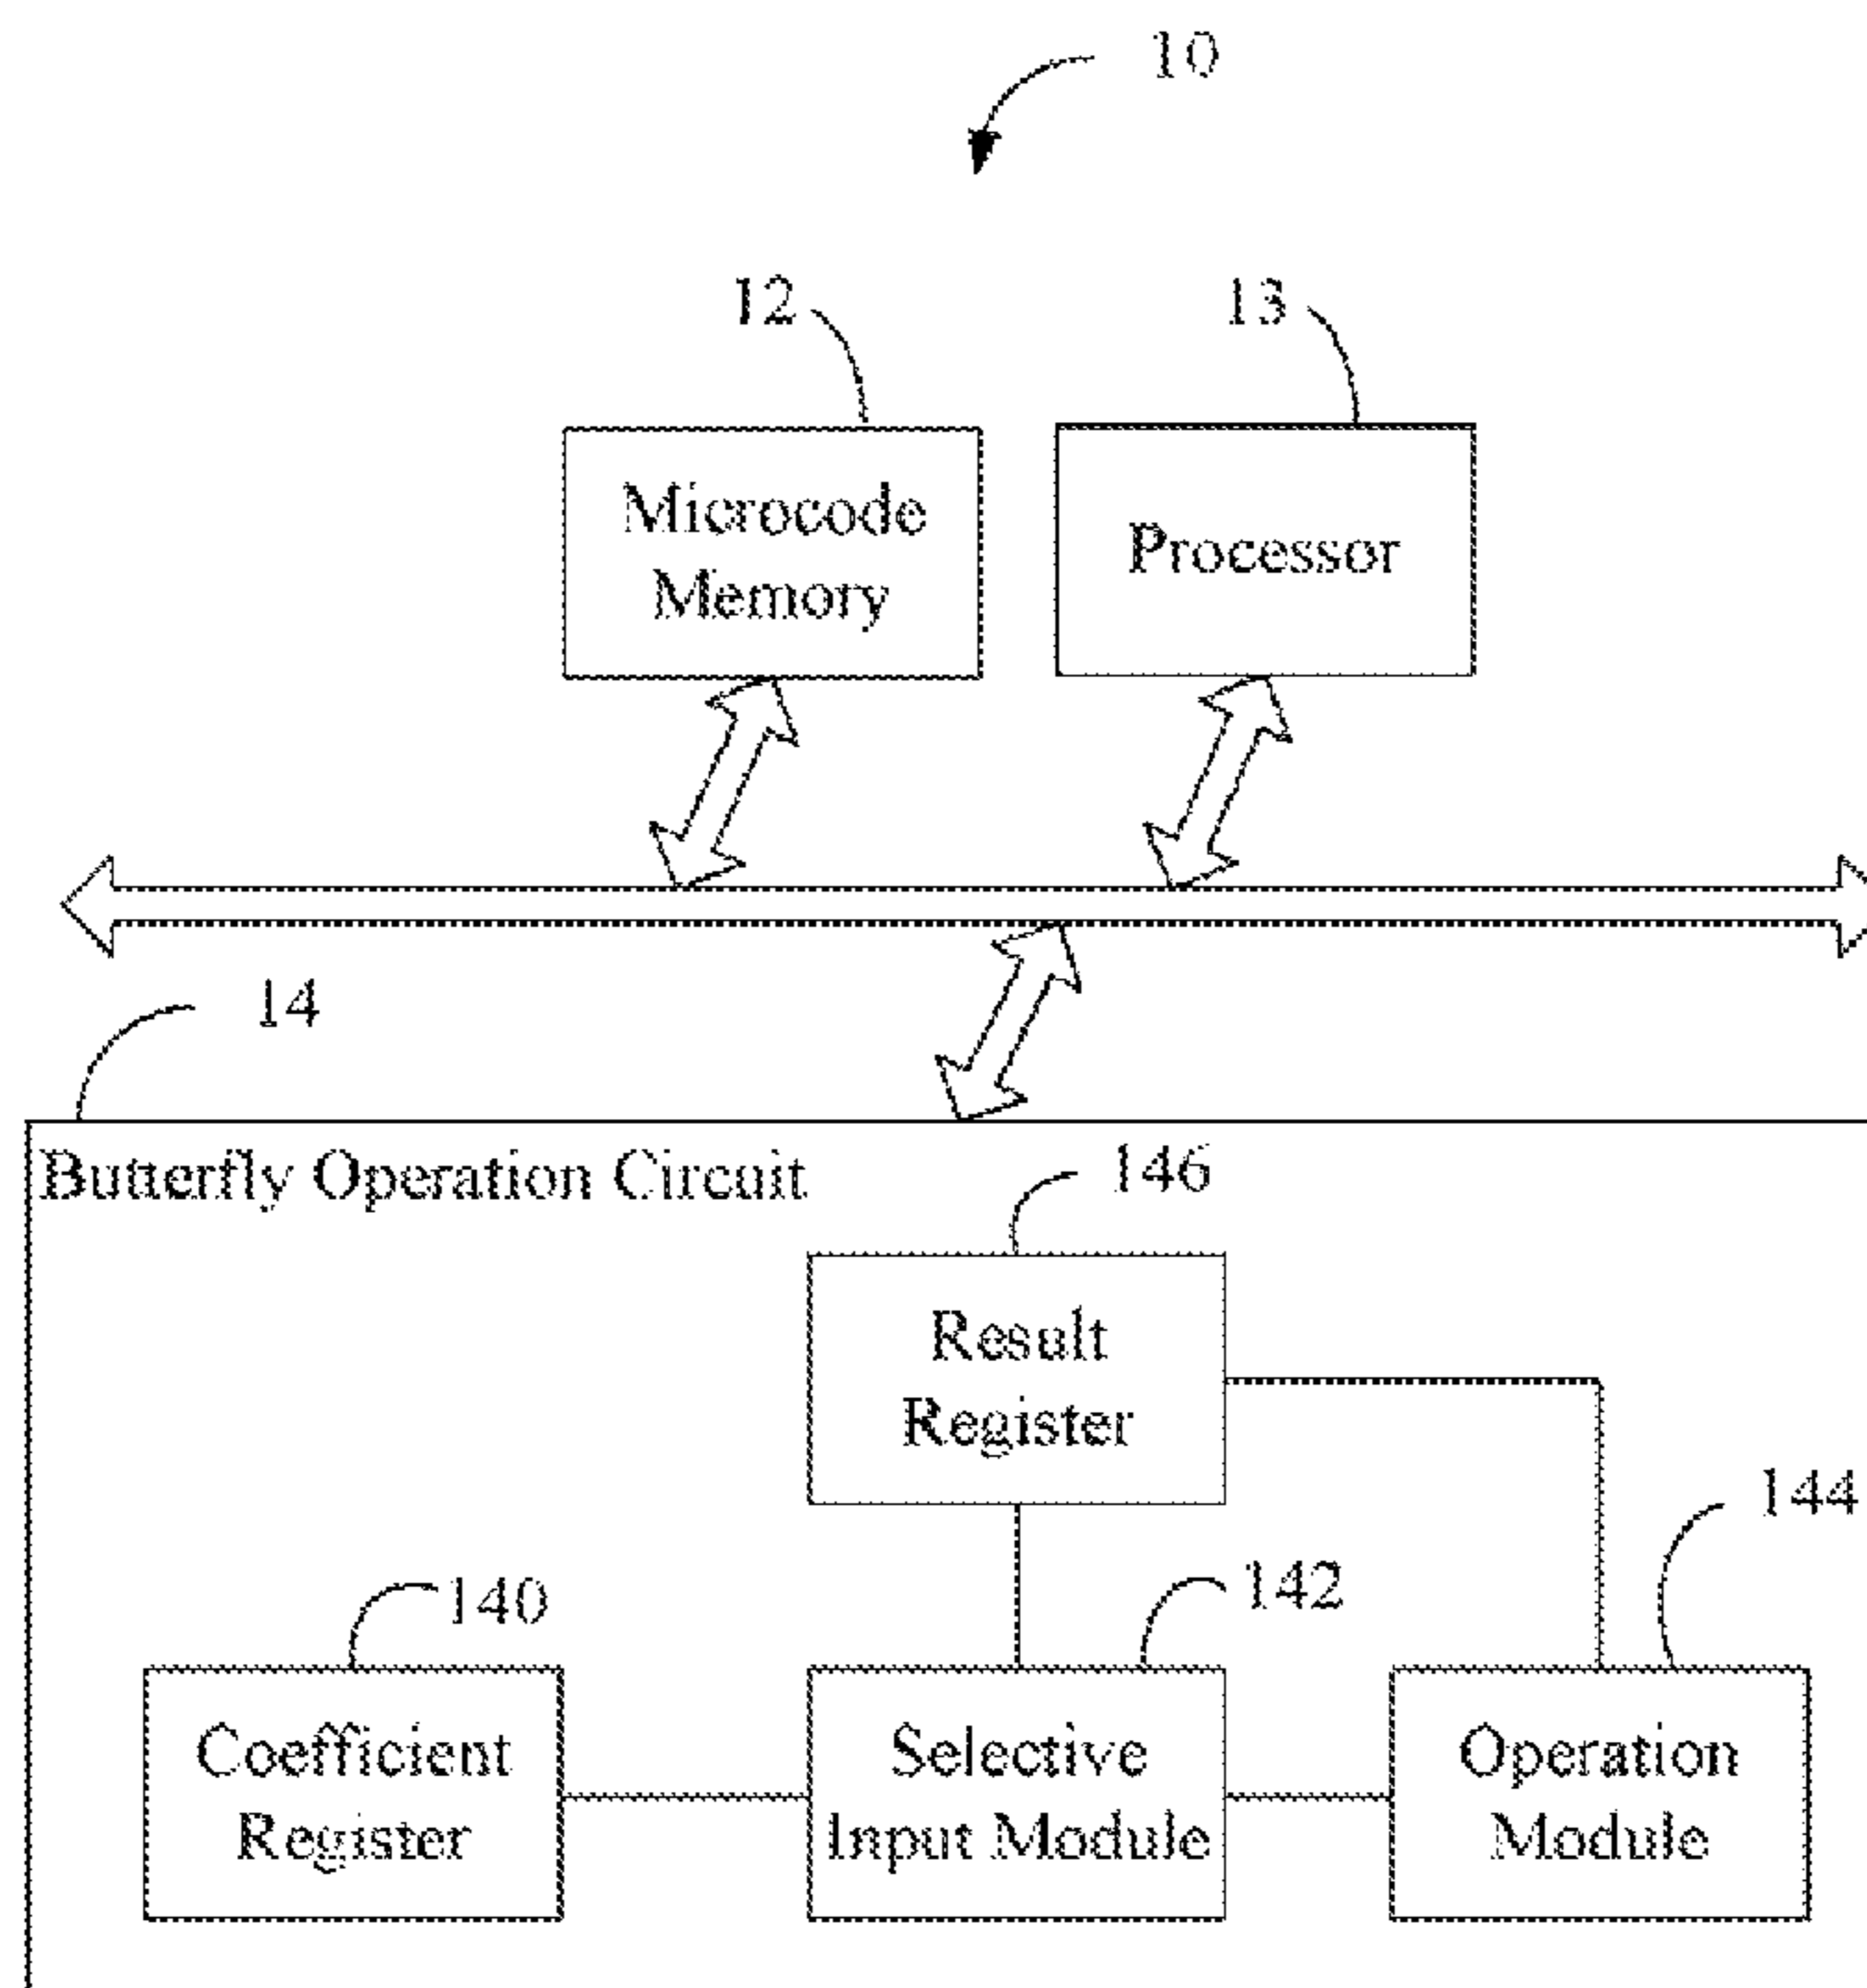 10
12
13
Microcode
Memory
Processor
14
Butterfly Operation Circuit
146
Result
Register
144
140
142
Coefficient
Register
Selective
Input Module
Operation
Module